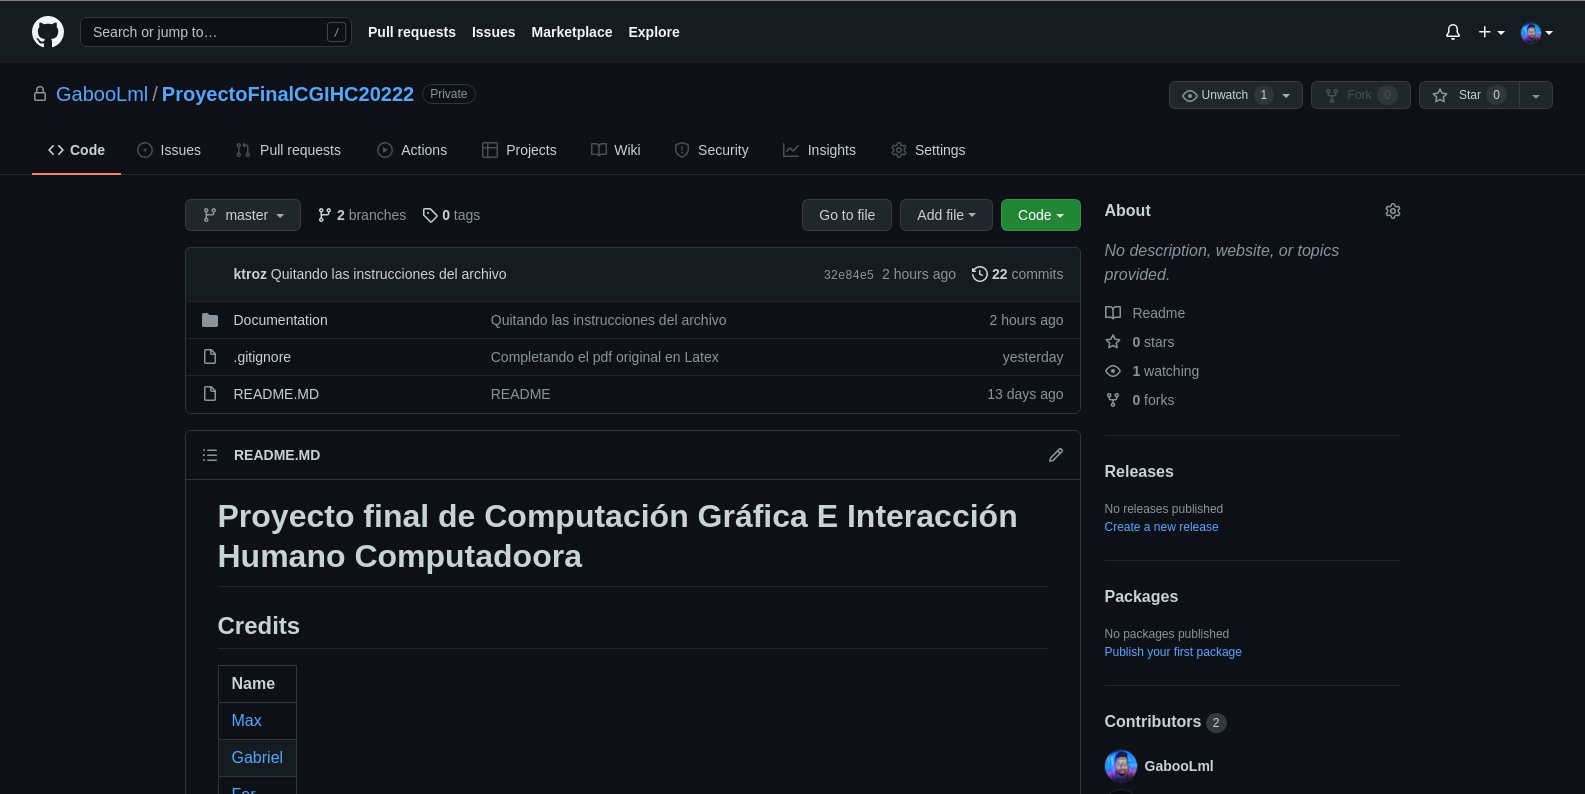 Search or jump to… /
Pull requests Issues Marketplace Explore
GabooLml / ProyectoFinalCGIHC20222 Private
Unwatch 1 Fork 0 Star 0
Code Issues Pull requests Actions Projects Wiki Security Insights Settings
master 2 branches 0 tags Go to file Add file Code
ktroz Quitando las instrucciones del archivo 32e84e5 2 hours ago 22 commits
Documentation Quitando las instrucciones del archivo 2 hours ago
.gitignore Completando el pdf original en Latex yesterday
README.MD README 13 days ago
README.MD
Proyecto final de Computación Gráfica E Interacción
Humano Computadoora
Credits
Name
Max
Gabriel
Fer
About
No description, website, or topics
provided.
Readme
0 stars
1 watching
0 forks
Releases
No releases published
Create a new release
Packages
No packages published
Publish your first package
Contributors 2
GabooLml